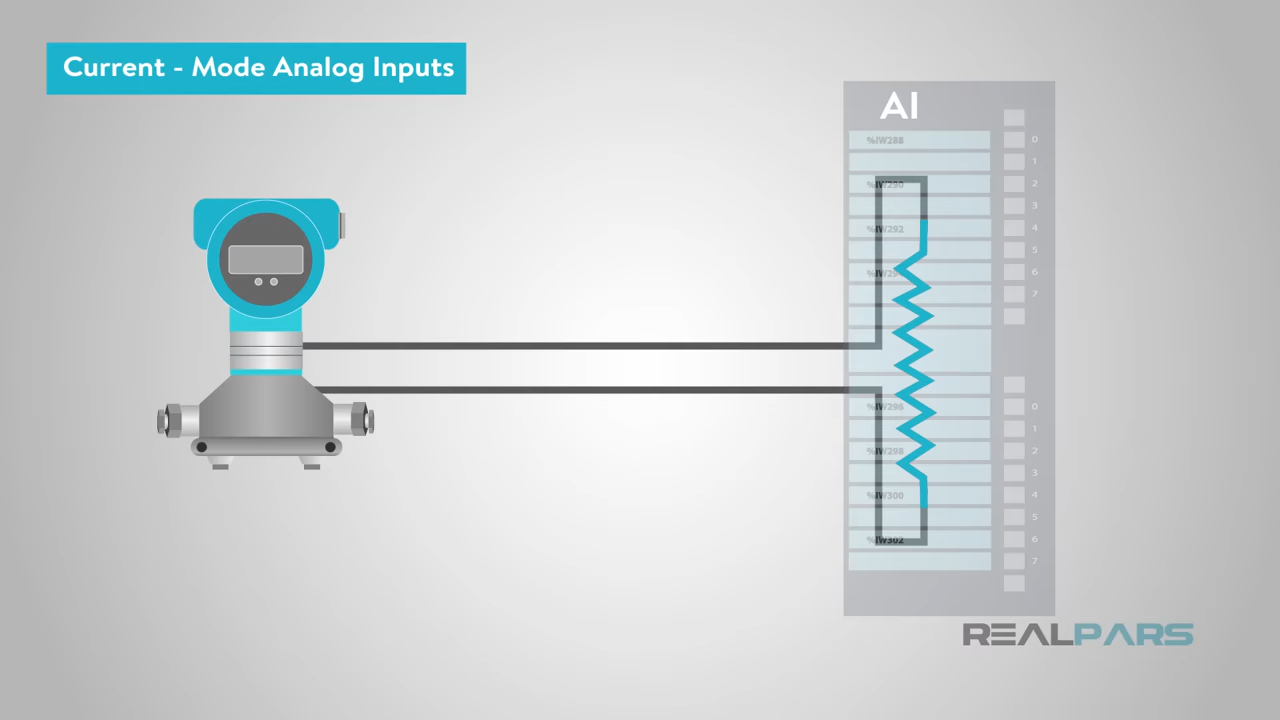 Current - Mode Analog Inputs
AI
%IW288
0
1
%IW290
2
3
%IW292
4
5
6
7
%IW296
0
1
%IW298
2
3
%IW300
4
5
%IW302
6
7
REALPARS